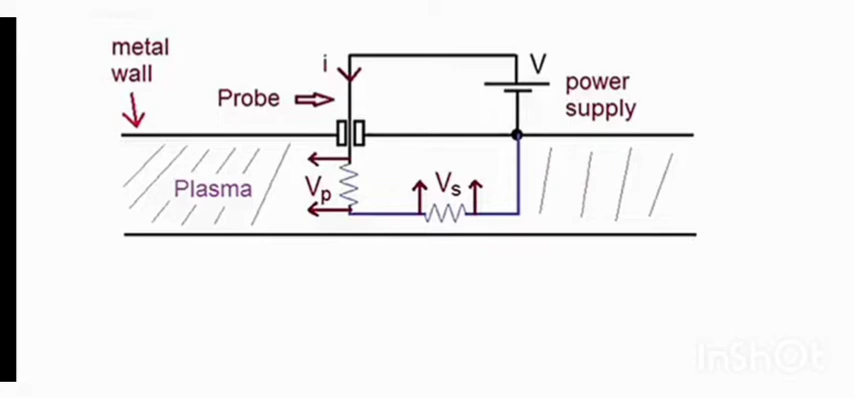 metal
wall
i
V
Probe
power
supply
Plasma
Vp
Vs
InShOt